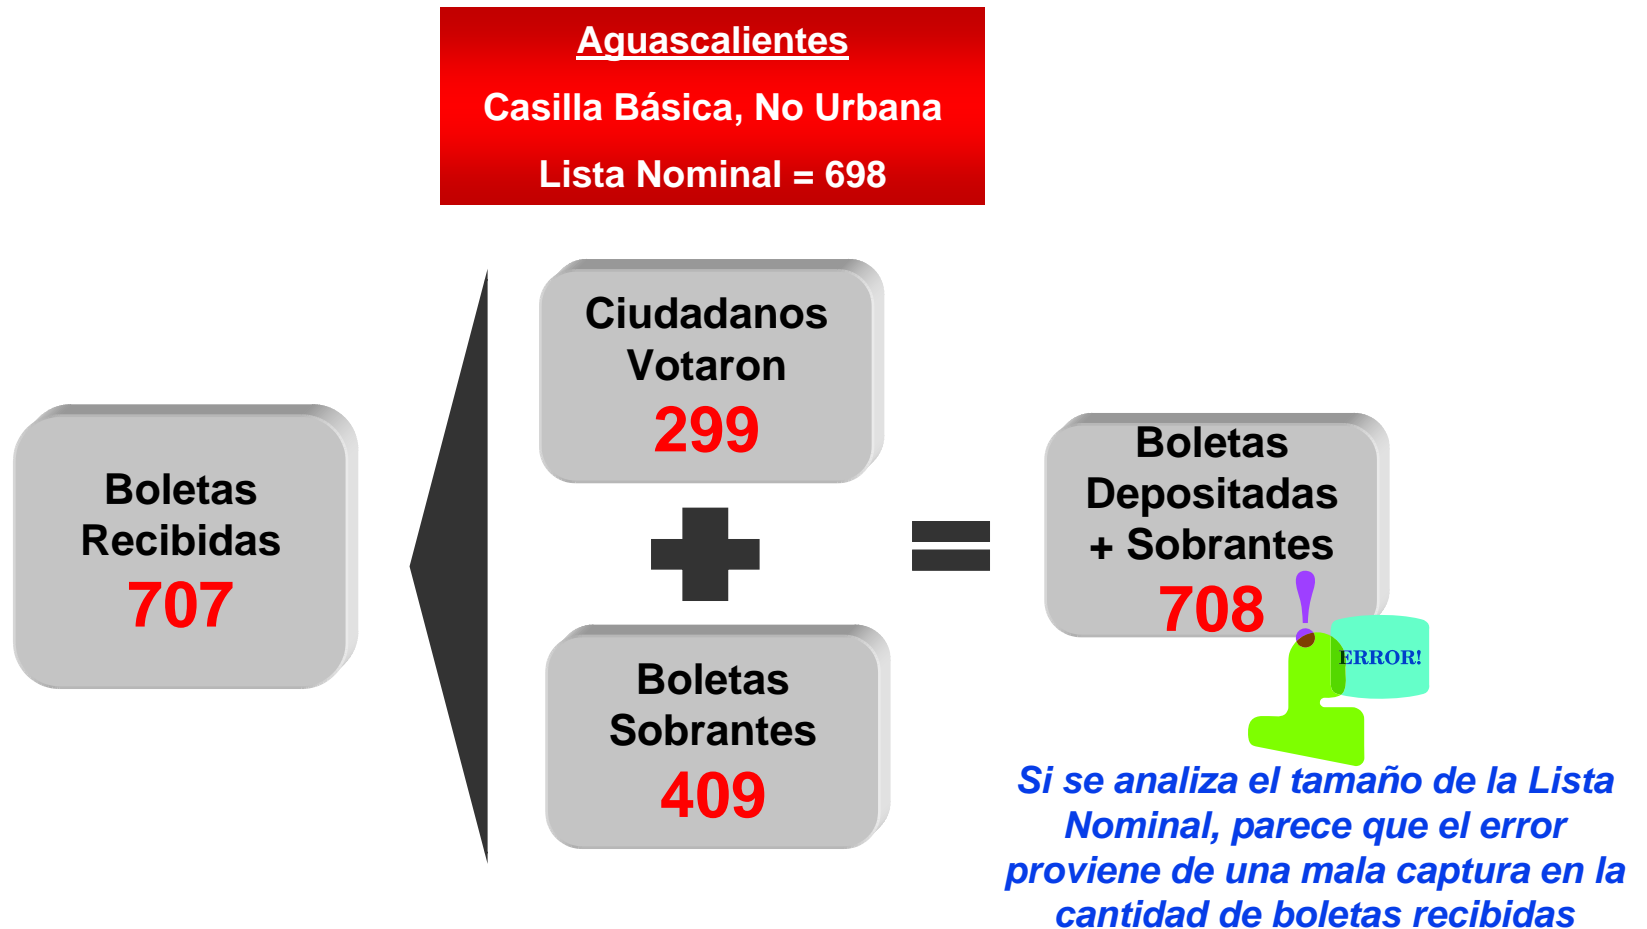 Aguascalientes
Casilla Básica, No Urbana
Lista Nominal = 698
Boletas
Recibidas
707
Ciudadanos
Votaron
299
Boletas
Sobrantes
409
Boletas
Depositadas
+ Sobrantes
708
!
ERROR!
Si se analiza el tamaño de la Lista
Nominal, parece que el error
proviene de una mala captura en la
cantidad de boletas recibidas